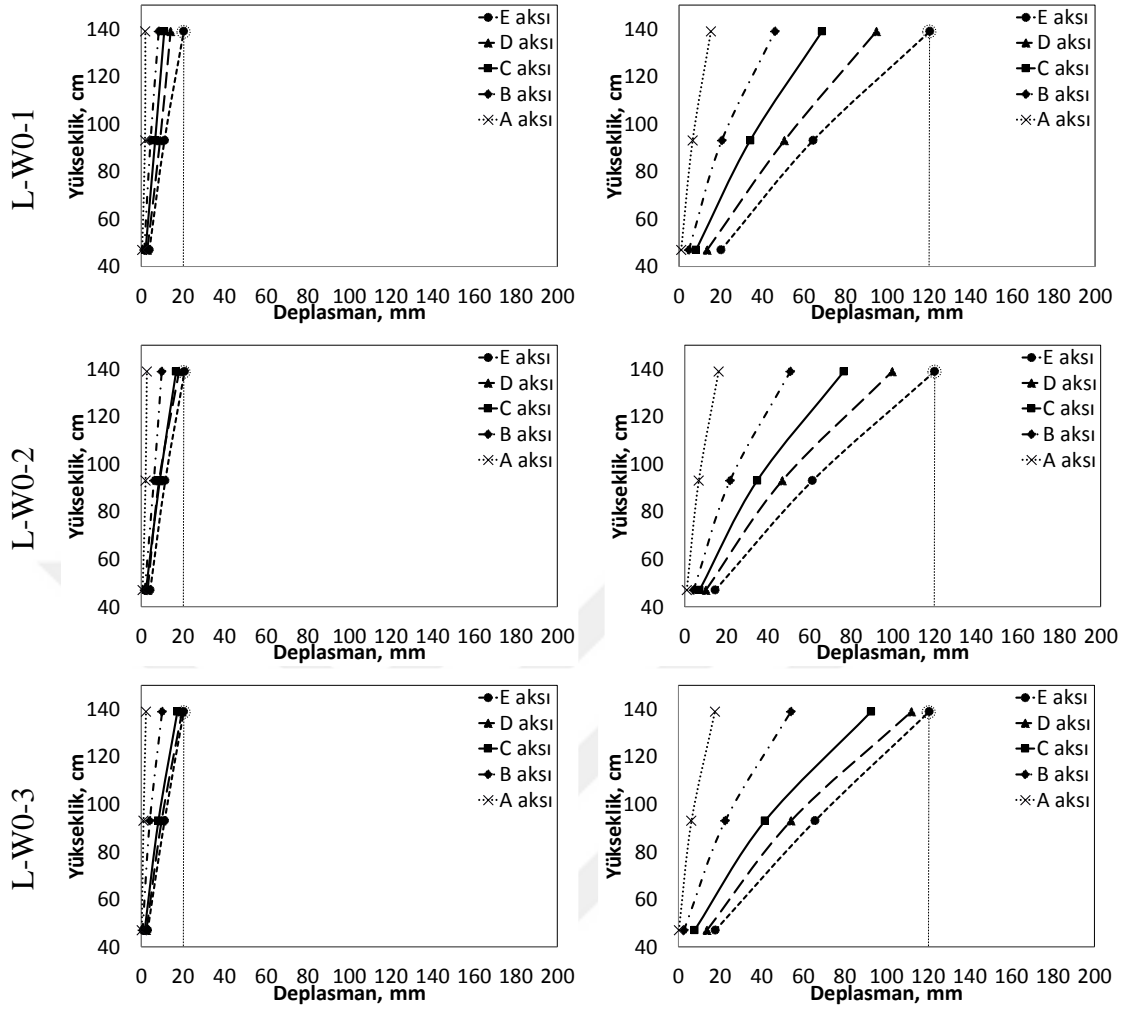 L-W0-1
Yükseklik, cm
140
120
100
80
60
40
0 20 40 60 80 100 120 140 160 180 200
Deplasman, mm
E aksı
D aksı
C aksı
B aksı
A aksı
Yükseklik, cm
140
120
100
80
60
40
0 20 40 60 80 100 120 140 160 180 200
Deplasman, mm
E aksı
D aksı
C aksı
B aksı
A aksı
L-W0-2
Yükseklik, cm
140
120
100
80
60
40
0 20 40 60 80 100 120 140 160 180 200
Deplasman, mm
E aksı
D aksı
C aksı
B aksı
A aksı
Yükseklik, cm
140
120
100
80
60
40
0 20 40 60 80 100 120 140 160 180 200
Deplasman, mm
E aksı
D aksı
C aksı
B aksı
A aksı
L-W0-3
Yükseklik, cm
140
120
100
80
60
40
0 20 40 60 80 100 120 140 160 180 200
Deplasman, mm
E aksı
D aksı
C aksı
B aksı
A aksı
Yükseklik, cm
140
120
100
80
60
40
0 20 40 60 80 100 120 140 160 180 200
Deplasman, mm
E aksı
D aksı
C aksı
B aksı
A aksı